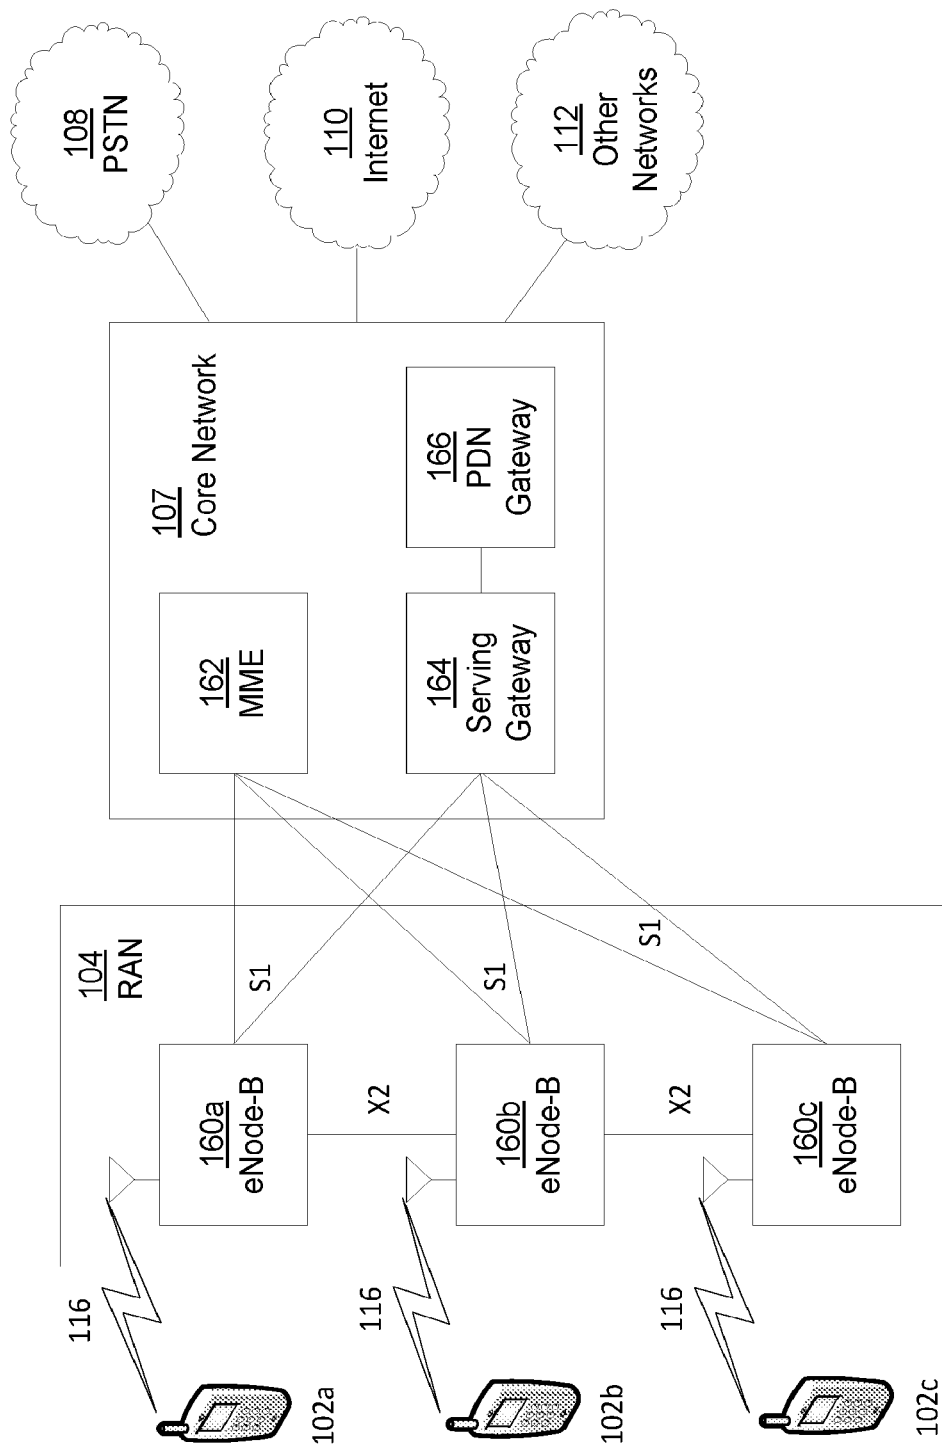 116
104
RAN
160a
eNode-B
102a
S1
162
MME
107
Core Network
108
PSTN
X2
116
160b
eNode-B
102b
S1
164
Serving
Gateway
166
PDN
Gateway
110
Internet
X2
116
160c
eNode-B
102c
S1
112
Other
Networks